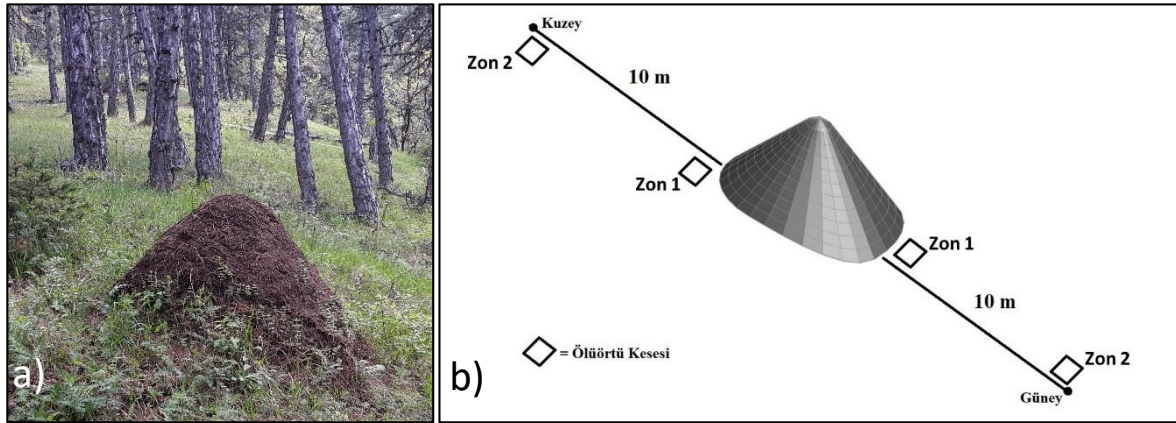 a)
Kuzey
Zon 2
10 m
Zon 1
Zon 1
10 m
= Ölüörtü Kesesi
Zon 2
Güney
b)